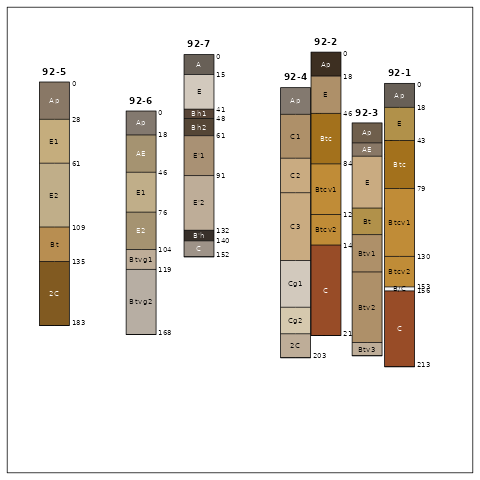 92-5
0
Ap
28
E1
61
E2
109
Bt
135
2C
183
92-6
0
Ap
18
AE
46
E1
76
E2
104
Btvg1
119
Btvg2
168
92-7
0
A
15
E
41
Bh1
48
Bh2
61
E'1
91
E'2
132
B'h
140
C
152
92-4
Ap
C1
C2
C3
Cg1
Cg2
2C
203
92-2
0
Ap
18
E
46
Btc
84
Btcv1
12
Btcv2
14
C
21
92-3
Ap
AE
E
Bt
Btv1
Btv2
Btv3
92-1
0
Ap
18
E
43
Btc
79
Btcv1
130
Btcv2
153
156
C
213